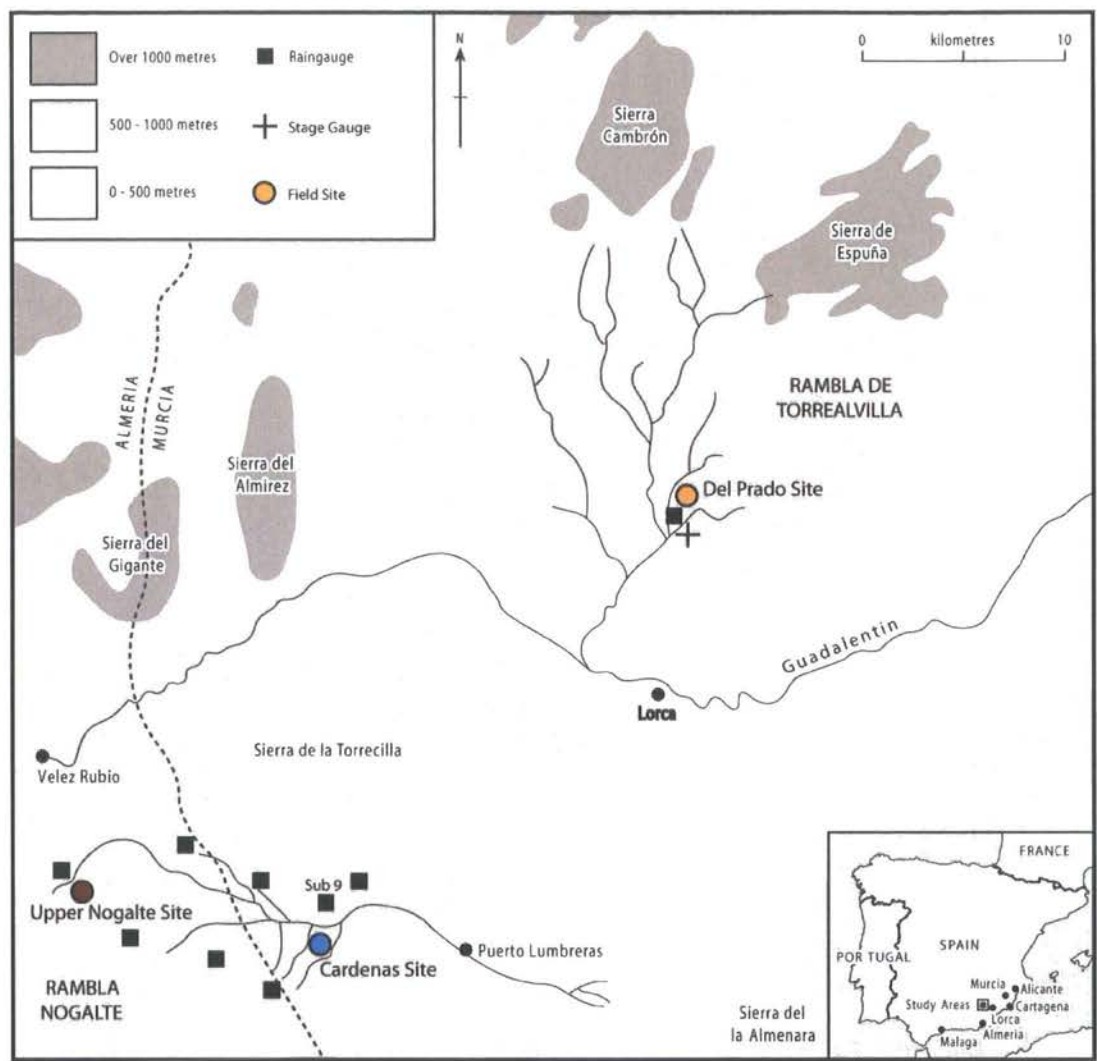 Over 1000 metres
Raingauge
500 - 1000 metres
Stage Gauge
0 - 500 metres
Field Site
N
0 kilometres 10
Sierra
Cambrón
Sierra de
Espuña
ALMERIA
MURCIA
RAMBLA DE
TORREALVILLA
Sierra del
Almirez
Del Prado Site
Sierra del
Gigante
Guadalentin
Lorca
Sierra de la Torrecilla
Velez Rubio
Sub 9
Upper Nogalte Site
Puerto Lumbreras
Cardenas Site
RAMBLA
NOGALTE
Sierra del
la Almenara
FRANCE
SPAIN
POR TUGAL
Murcia
Alicante
Study Areas
Cartagena
Lorca
Almeria
Malaga